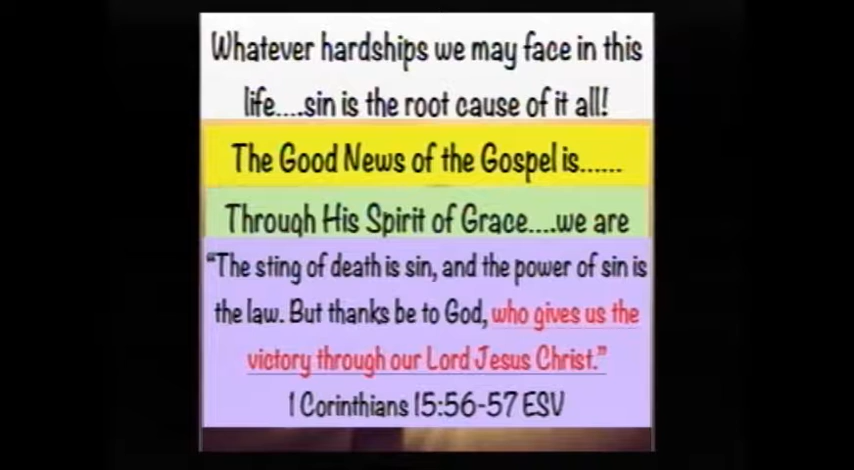 Whatever hardships we may face in this
life....sin is the root cause of it all!
The Good News of the Gospel is......
Through His Spirit of Grace....we are
“The sting of death is sin, and the power of sin is
the law. But thanks be to God, who gives us the
victory through our Lord Jesus Christ.”
1 Corinthians 15:56-57 ESV